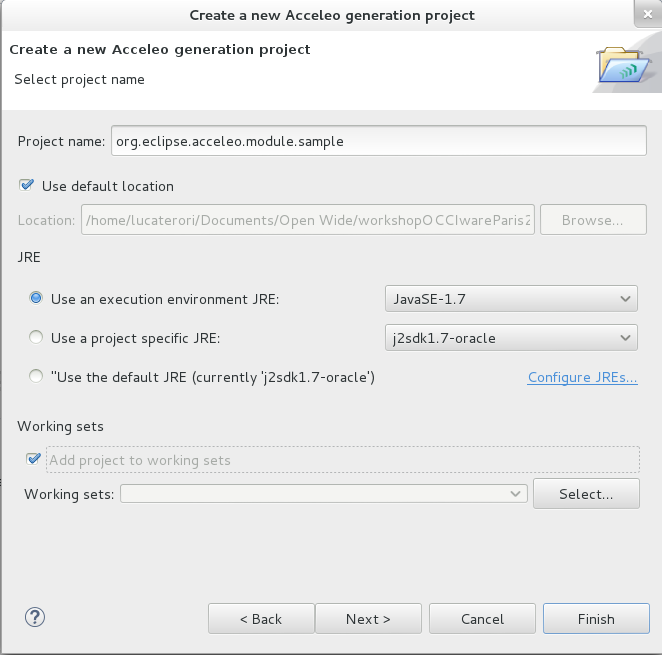 Create a new Acceleo generation project
Create a new Acceleo generation project
Select project name
Project name: org.eclipse.acceleo.module.sample
Use default location
Location: /home/lucaterori/Documents/Open Wide/workshopOCCIwareParis2 Browse...
JRE
Use an execution environment JRE: JavaSE-1.7
Use a project specific JRE: j2sdk1.7-oracle
"Use the default JRE (currently 'j2sdk1.7-oracle') Configure JREs...
Working sets
Add project to working sets
Working sets: Select...
? < Back Next > Cancel Finish